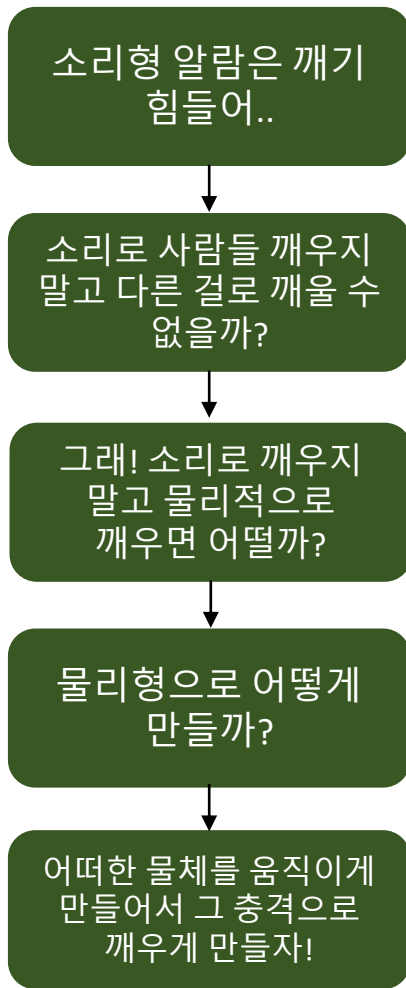 소리형 알람은 깨기
힘들어..
소리로 사람들 깨우지
말고 다른 걸로 깨울 수
없을까?
그래! 소리로 깨우지
말고 물리적으로
깨우면 어떨까?
물리형으로 어떻게
만들까?
어떠한 물체를 움직이게
만들어서 그 충격으로
깨우게 만들자!